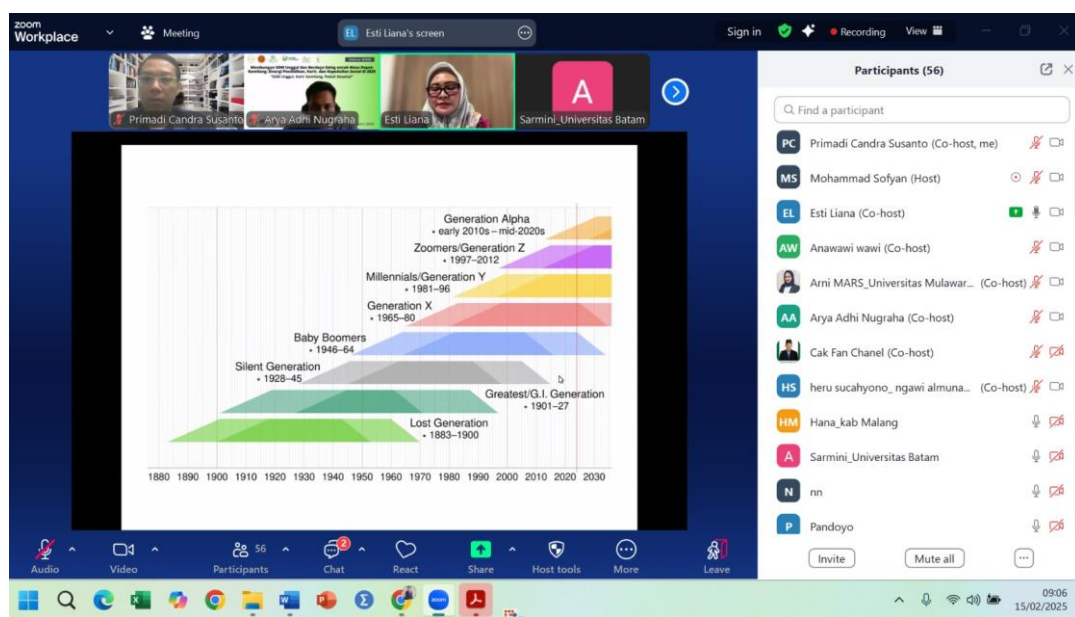 zoom
Workplace
Meeting
EL Esti Liana's screen
Sign in
Recording
View
Primadi Candra Susanto
Arya Adhi Nugraha
Esti Liana
A
Sarmini_Universitas Batam
Generation Alpha
• early 2010s – mid-2020s
Zoomers/Generation Z
• 1997–2012
Millennials/Generation Y
• 1981–96
Generation X
• 1965–80
Baby Boomers
• 1946–64
Silent Generation
• 1928–45
Greatest/G.I. Generation
• 1901–27
Lost Generation
• 1883–1900
1880 1890 1900 1910 1920 1930 1940 1950 1960 1970 1980 1990 2000 2010 2020 2030
Participants (56)
Find a participant
PC Primadi Candra Susanto (Co-host, me)
MS Mohammad Sofyan (Host)
EL Esti Liana (Co-host)
AW Anawawi wawi (Co-host)
Arni MARS_Universitas Mulawar... (Co-host)
AA Arya Adhi Nugraha (Co-host)
Cak Fan Chanel (Co-host)
HS heru sucahyono_ ngawi almuna... (Co-host)
HM Hana_kab Malang
A Sarmini_Universitas Batam
N nn
P Pandoyo
Invite
Mute all
Audio
Video
56
Participants
2
Chat
React
Share
Host tools
More
Leave
09:06
15/02/2025